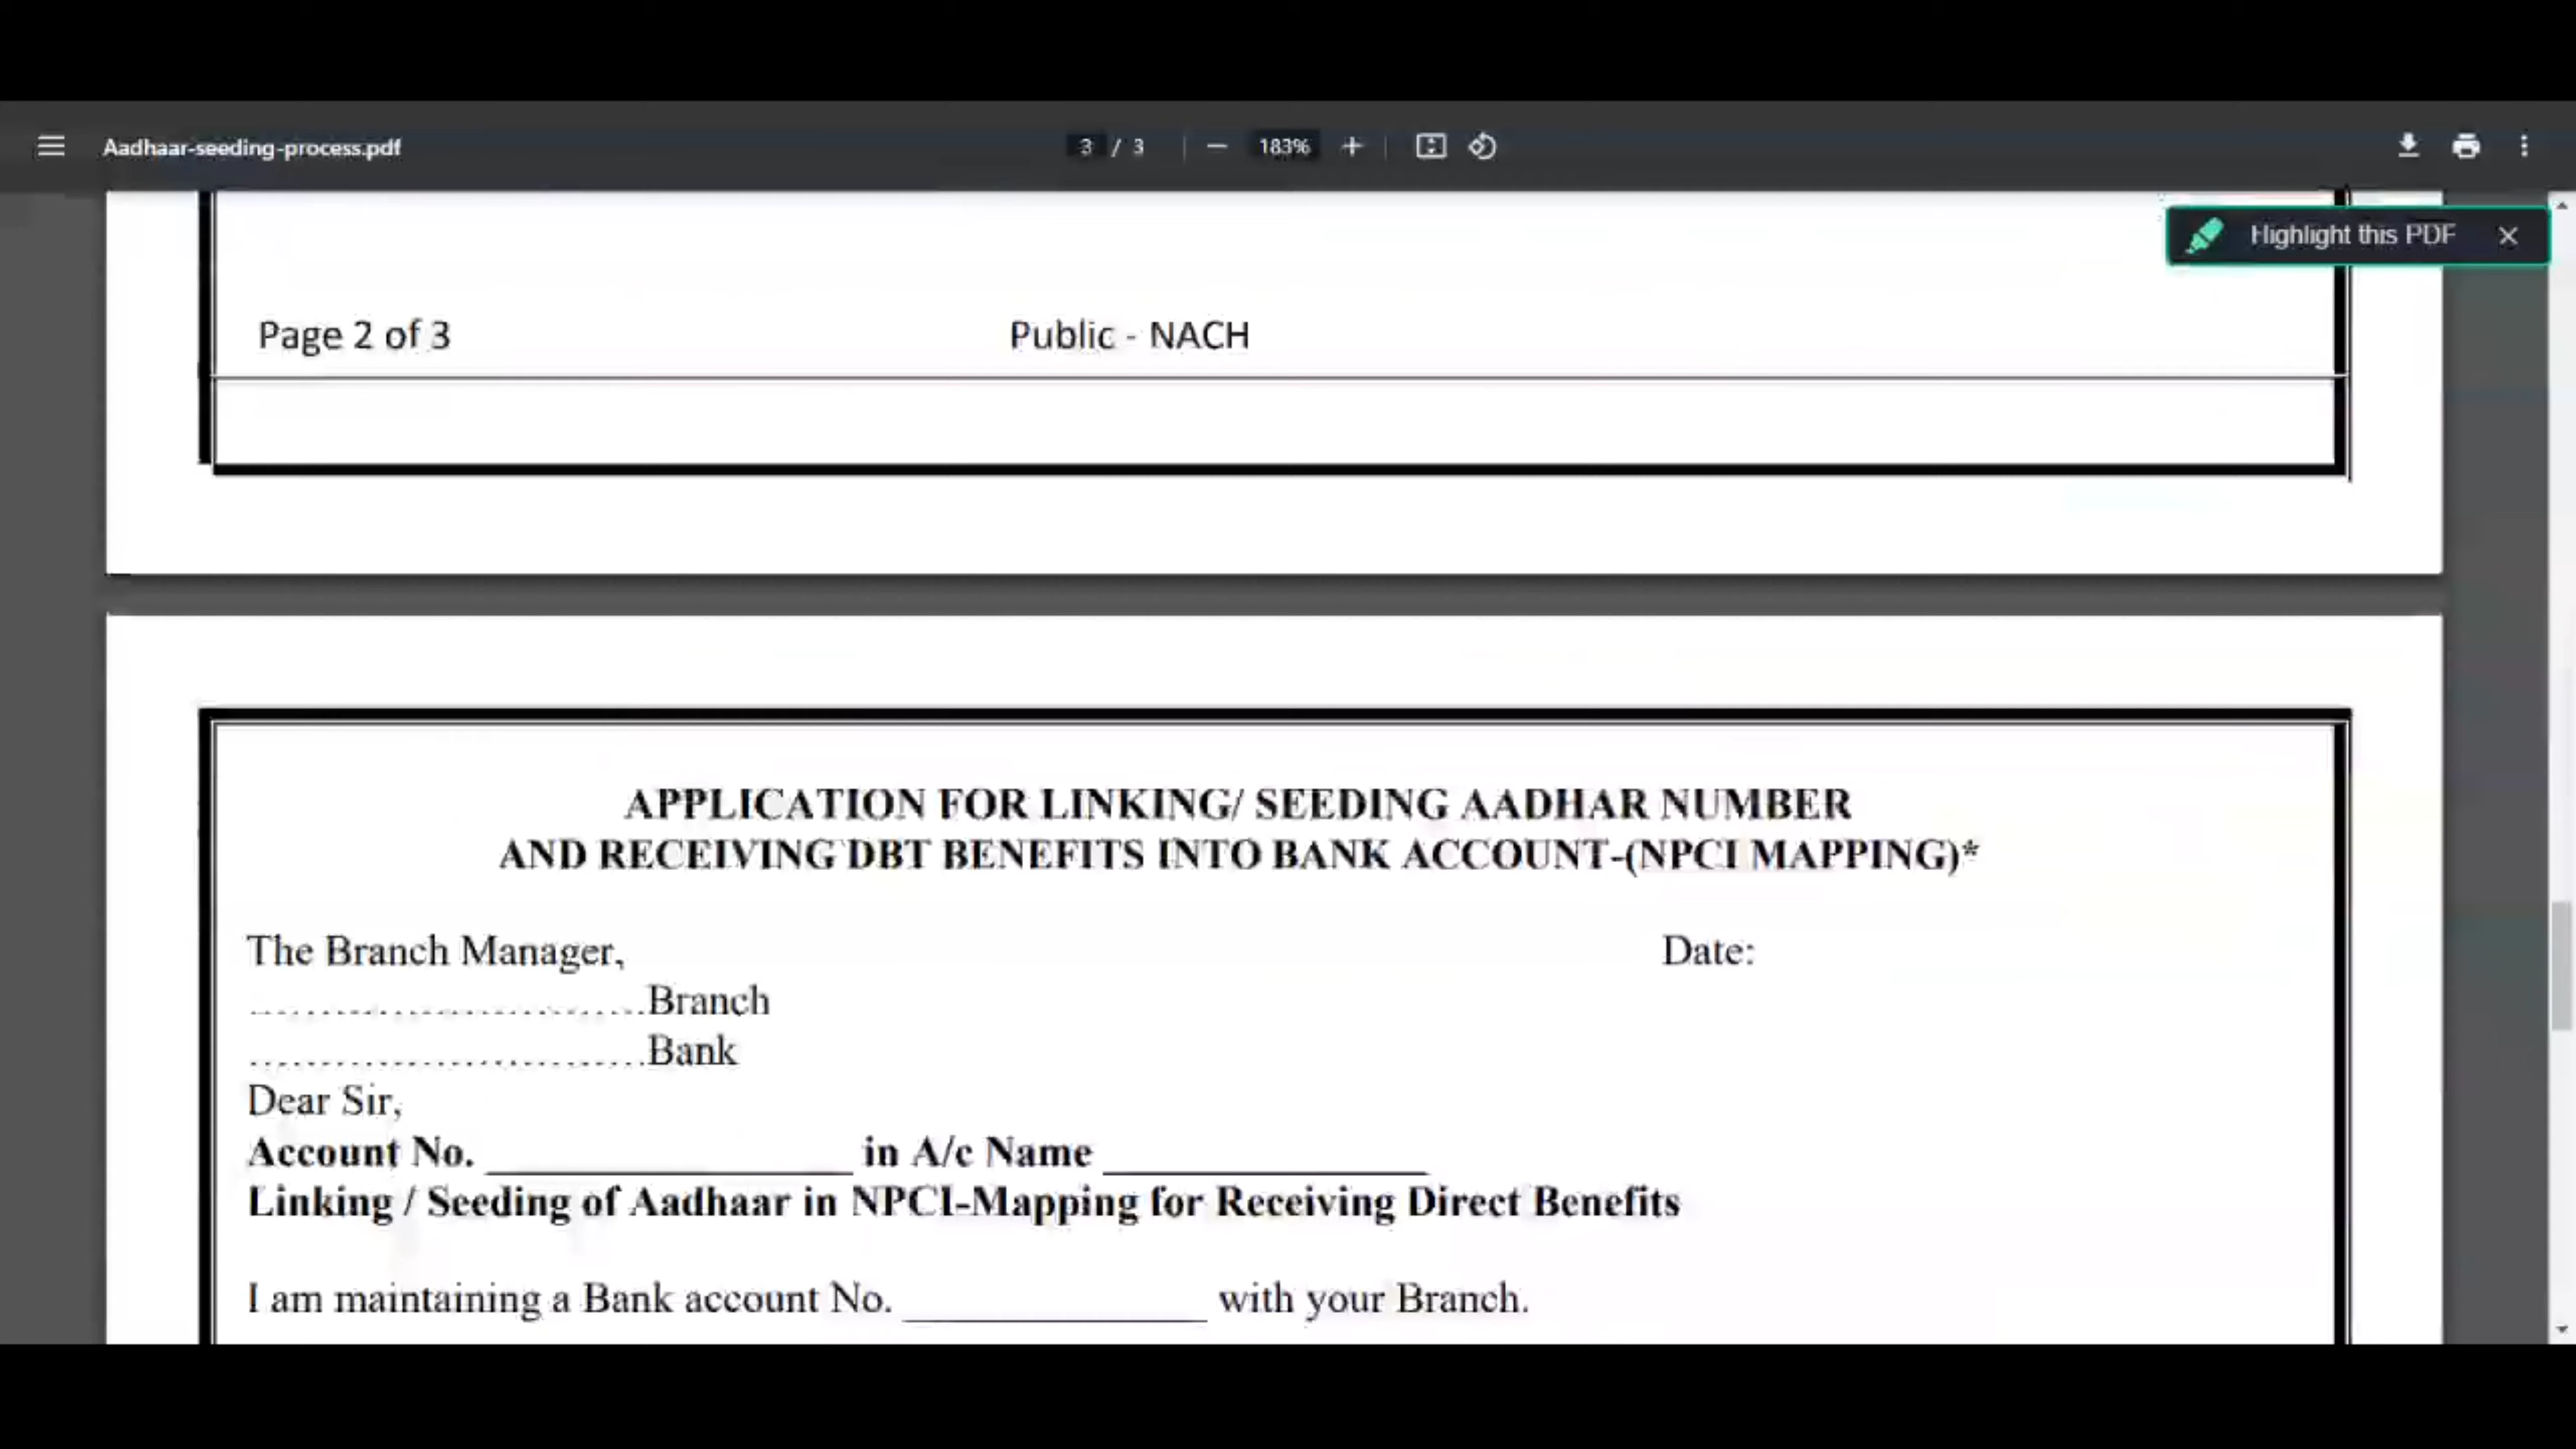 Aadhaar-seeding-process.pdf
3 / 3
183%
Highlight this PDF
Page 2 of 3 Public - NACH
APPLICATION FOR LINKING/ SEEDING AADHAR NUMBER
AND RECEIVING DBT BENEFITS INTO BANK ACCOUNT-(NPCI MAPPING)*
The Branch Manager, Date:
..............................Branch
..............................Bank
Dear Sir,
Account No. ________________ in A/c Name ______________
Linking / Seeding of Aadhaar in NPCI-Mapping for Receiving Direct Benefits
I am maintaining a Bank account No. _____________ with your Branch.